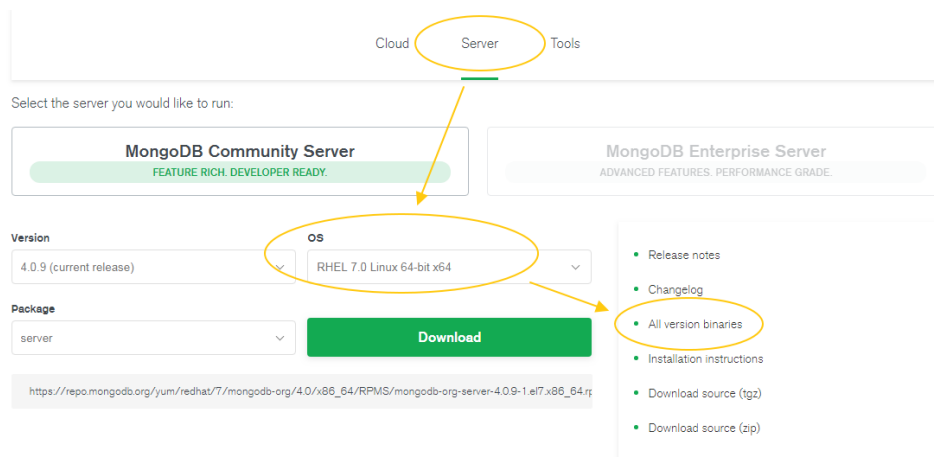 Cloud Server Tools
Select the server you would like to run:
MongoDB Community Server
FEATURE RICH. DEVELOPER READY.
MongoDB Enterprise Server
ADVANCED FEATURES. PERFORMANCE GRADE.
Version
4.0.9 (current release)
OS
RHEL 7.0 Linux 64-bit x64
Package
server
Download
https://repo.mongodb.org/yum/redhat/7/mongodb-org/4.0/x86_64/RPMS/mongodb-org-server-4.0.9-1.el7.x86_64.rp
Release notes
Changelog
All version binaries
Installation instructions
Download source (tgz)
Download source (zip)